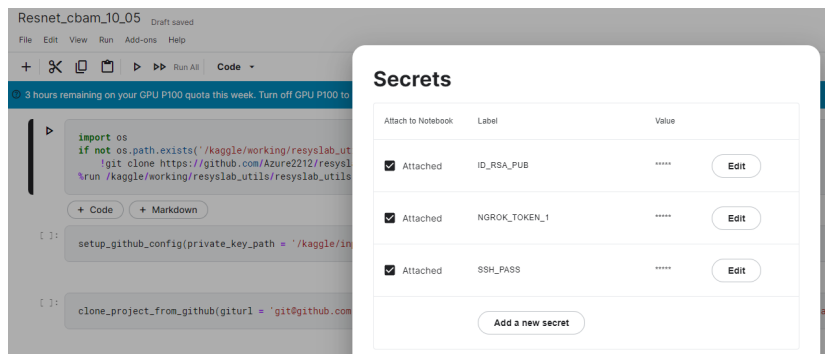 Resnet_cbam_10_05 Draft saved
File Edit View Run Add-ons Help
Run All Code
3 hours remaining on your GPU P100 quota this week. Turn off GPU P100 to
import os
if not os.path.exists('/kaggle/working/resyslab_ut
!git clone https://github.com/Azure2212/resysl
%run /kaggle/working/resyslab_utils/resyslab_utils
+ Code + Markdown
[ ]:
setup_github_config(private_key_path = '/kaggle/in
[ ]:
clone_project_from_github(giturl = 'git@github.com
Secrets
Attach to Notebook Label Value
Attached ID_RSA_PUB ***** Edit
Attached NGROK_TOKEN_1 ***** Edit
Attached SSH_PASS ***** Edit
Add a new secret